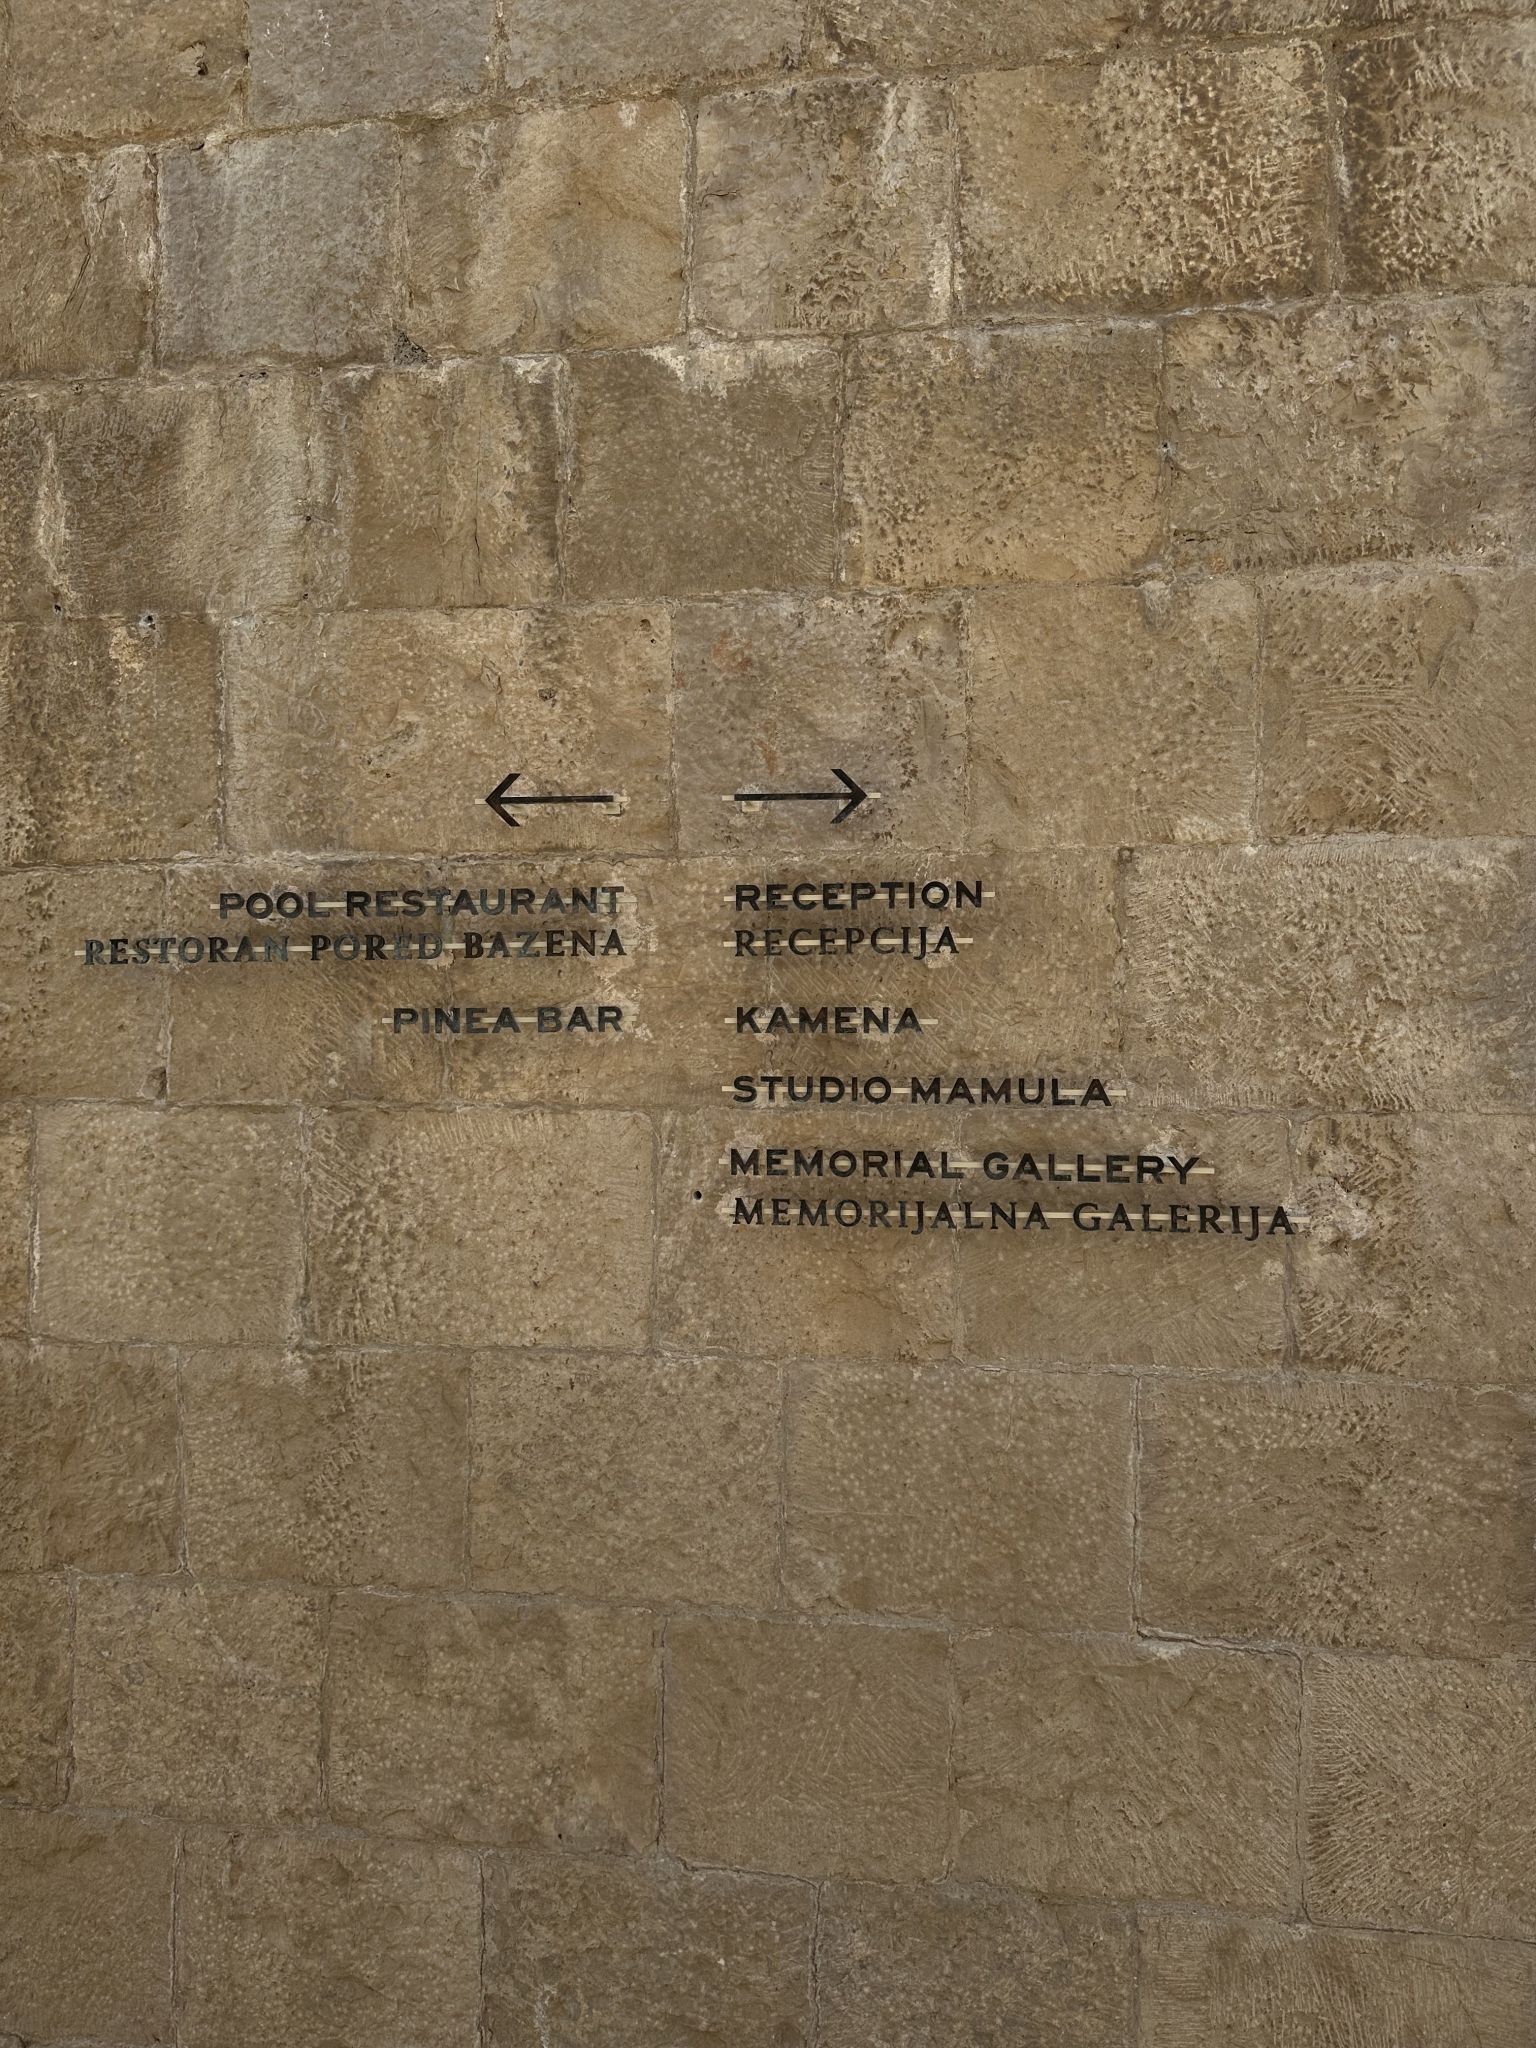 POOL RESTAURANT
RESTORAN PORED BAZENA
PINEA BAR
RECEPTION
RECEPCIJA
KAMENA
STUDIO MAMULA
MEMORIAL GALLERY
MEMORIJALNA GALERIJA